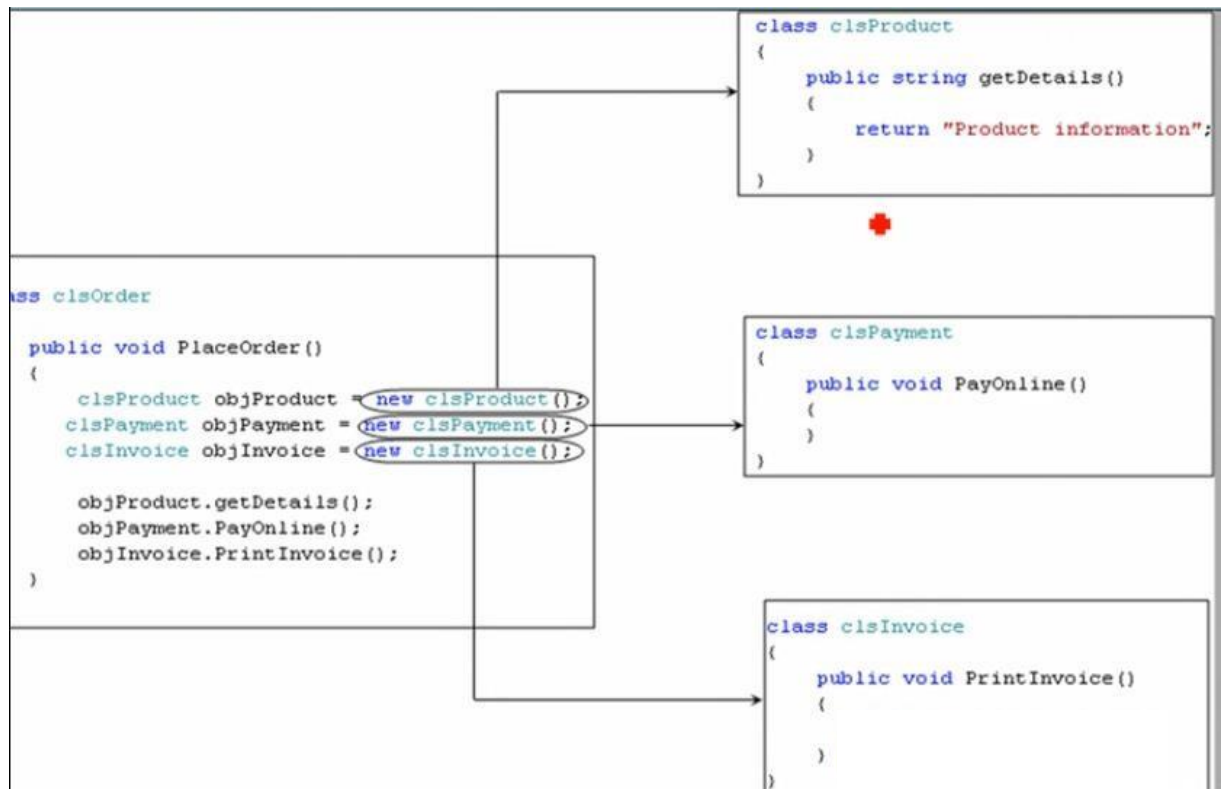 class clsProduct
{
public string getDetails()
{
return "Product information";
}
}
ass clsOrder
public void PlaceOrder()
{
clsProduct objProduct = new clsProduct();
clsPayment objPayment = new clsPayment();
clsInvoice objInvoice = new clsInvoice();
objProduct.getDetails();
objPayment.PayOnline();
objInvoice.PrintInvoice();
}
class clsPayment
{
public void PayOnline()
{
}
}
class clsInvoice
{
public void PrintInvoice()
{
}
}